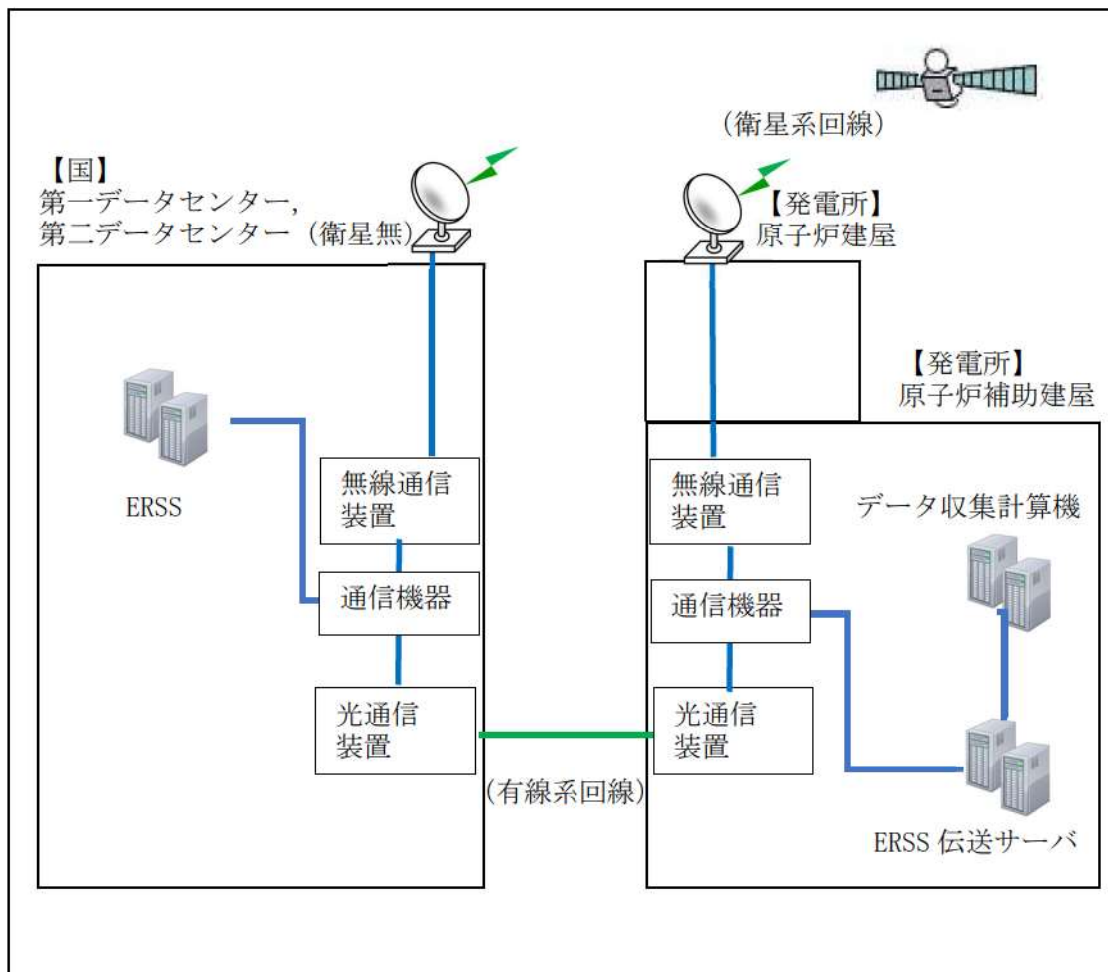 (衛星系回線)
【国】
第一データセンター,
第二データセンター(衛星無)
【発電所】
原子炉建屋
【発電所】
原子炉補助建屋
ERSS
無線通信
装置
通信機器
光通信
装置
(有線系回線)
無線通信
装置
通信機器
光通信
装置
データ収集計算機
ERSS 伝送サーバ